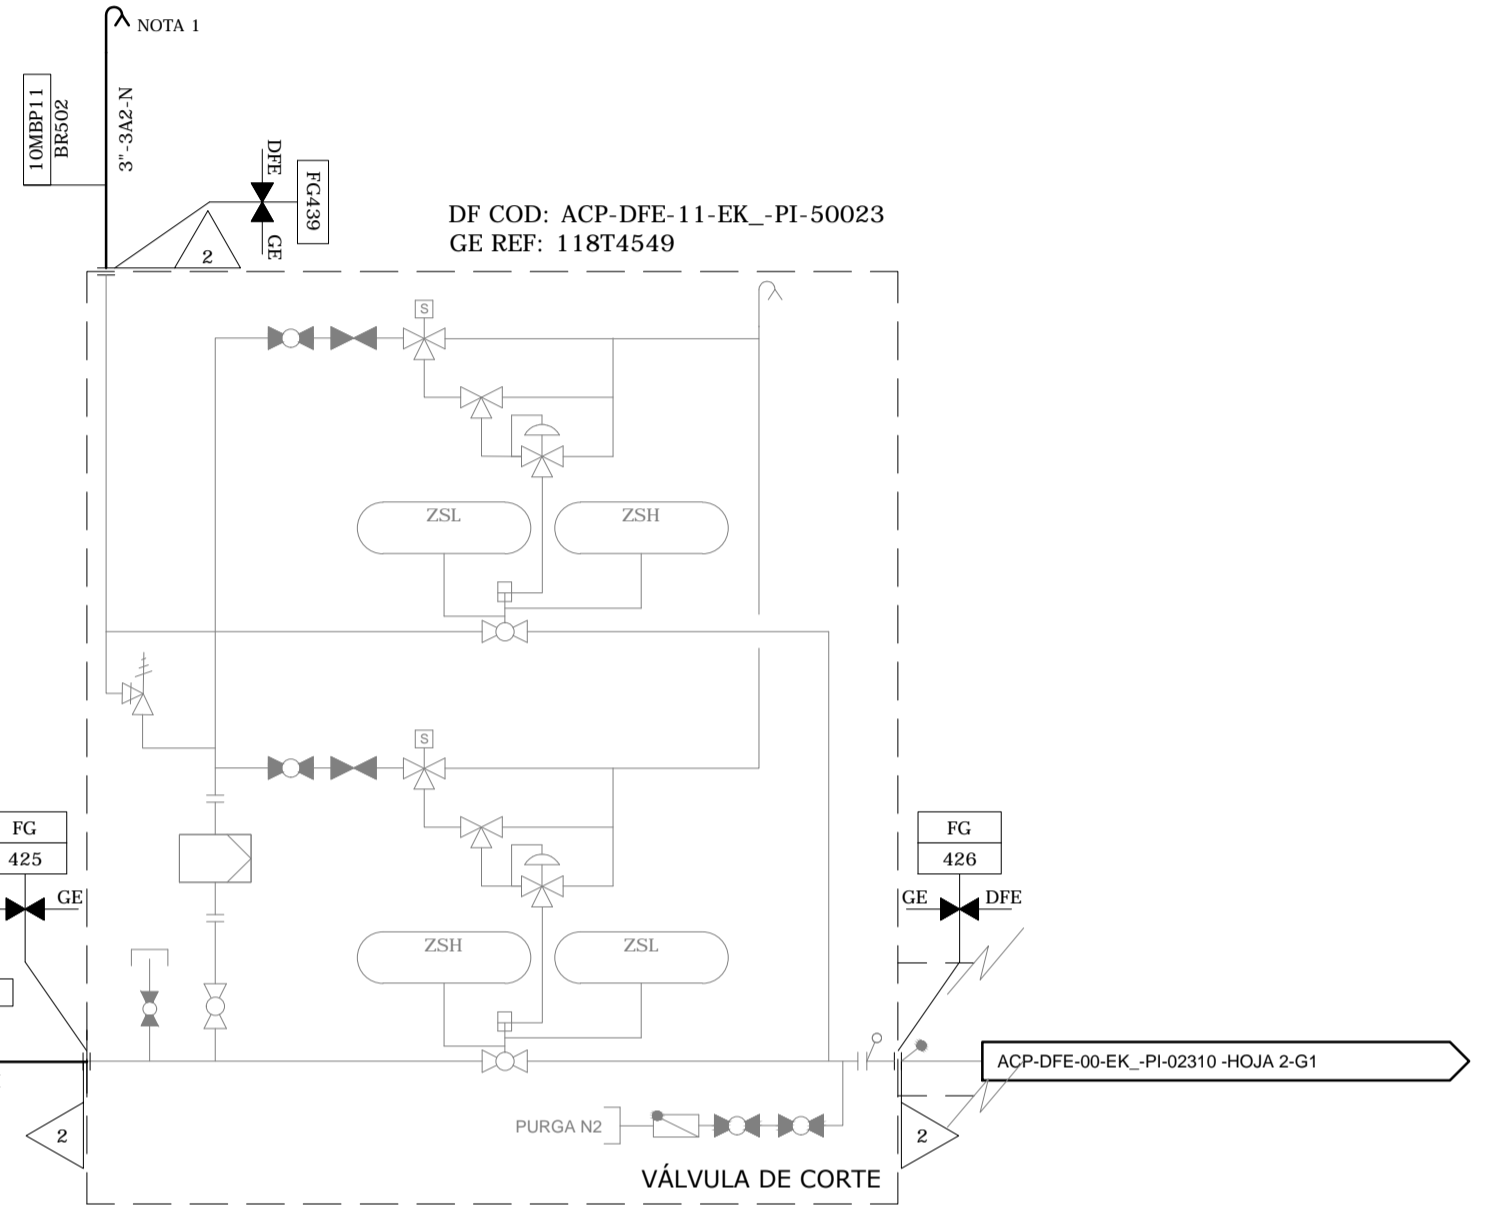 NOTA 1
10MBP11
BR502
3"-3A2-N
DFE
FG439
GE
2
DF COD: ACP-DFE-11-EK_-PI-50023
GE REF: 118T4549
S
ZSL
ZSH
S
FG
425
GE
FG
426
GE
DFE
ZSH
ZSL
ACP-DFE-00-EK_-PI-02310 -HOJA 2-G1
PURGA N2
2
2
VÁLVULA DE CORTE